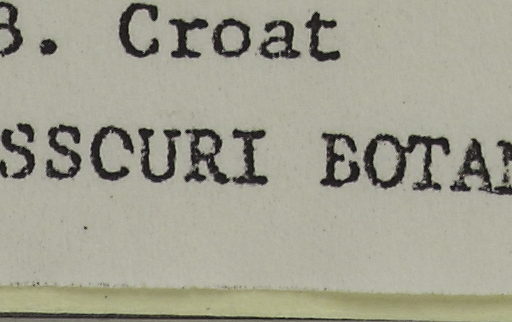 B. Croat
SSCURI BOTAN